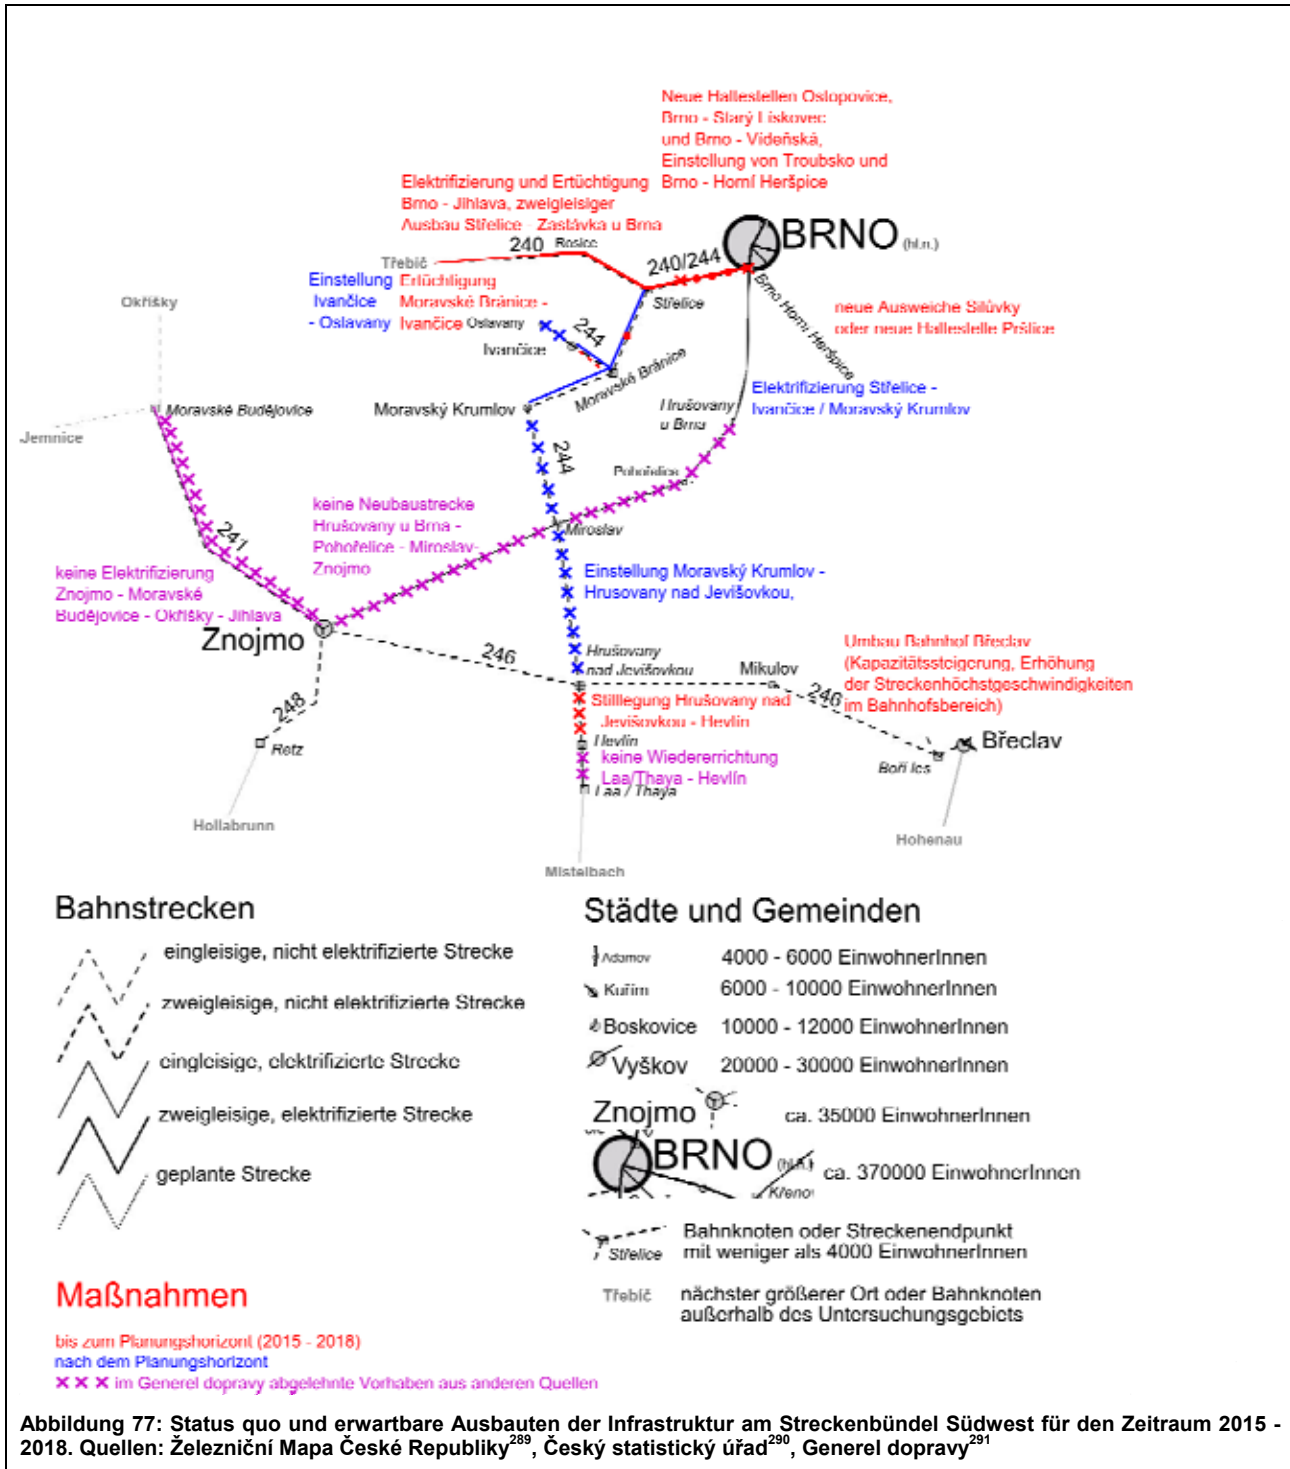 Neue Haltestellen Ostopovice,
Brno - Starý Lískovec
und Brno - Vídeňská,
Einstellung von Troubsko und
Brno - Horní Heršpice
Elektrifizierung und Ertüchtigung
Brno - Jihlava, zweigleisiger
Ausbau Střelice - Zastávka u Brna
BRNO (hl.n.)
240
Rosice
240/244
Třebíč
Einstellung
Ivančice
- Oslavany
Ertüchtigung
Moravské Bránice -
Ivančice
Oslavany
244
Ivančice
Střelice
Brno Horní Heršpice
neue Ausweiche Silůvky
oder neue Haltestelle Pršlice
Okříšky
Moravské Bránice
Elektrifizierung Střelice -
Ivančice / Moravský Krumlov
Moravské Budějovice
Moravský Krumlov
Hrušovany
u Brna
Jemnice
244
Pohořelice
keine Neubaustrecke
Hrušovany u Brna -
Pohořelice - Miroslav-
Znojmo
241
Miroslav
keine Elektrifizierung
Znojmo - Moravské
Budějovice - Okříšky - Jihlava
Einstellung Moravský Krumlov -
Hrusovany nad Jevišovkou,
Znojmo
246
Hrušovany
nad Jevišovkou
Mikulov
Umbau Bahnhof Břeclav
(Kapazitätssteigerung, Erhöhung
der Streckenhöchstgeschwindigkeiten
im Bahnhofsbereich)
246
248
Stilllegung Hrušovany nad
Jevišovkou - Hevlín
Retz
Hevlín
Břeclav
keine Wiedererrichtung
Laa/Thaya - Hevlín
Boří les
Laa / Thaya
Hollabrunn
Hohenau
Mistelbach
Bahnstrecken
eingleisige, nicht elektrifizierte Strecke
zweigleisige, nicht elektrifizierte Strecke
eingleisige, elektrifizierte Strecke
zweigleisige, elektrifizierte Strecke
geplante Strecke
Städte und Gemeinden
Adamov 4000 - 6000 EinwohnerInnen
Kuřim 6000 - 10000 EinwohnerInnen
Boskovice 10000 - 12000 EinwohnerInnen
Vyškov 20000 - 30000 EinwohnerInnen
Znojmo ca. 35000 EinwohnerInnen
BRNO (hl.n.) ca. 370000 EinwohnerInnen
Křenov
Střelice
Bahnknoten oder Streckenendpunkt
mit weniger als 4000 EinwohnerInnen
Třebíč
nächster größerer Ort oder Bahnknoten
außerhalb des Untersuchungsgebiets
Maßnahmen
bis zum Planungshorizont (2015 - 2018)
nach dem Planungshorizont
× × × im Generel dopravy abgelehnte Vorhaben aus anderen Quellen
Abbildung 77: Status quo und erwartbare Ausbauten der Infrastruktur am Streckenbündel Südwest für den Zeitraum 2015 -
2018. Quellen: Železniční Mapa České Republiky289, Český statistický úřad290, Generel dopravy291